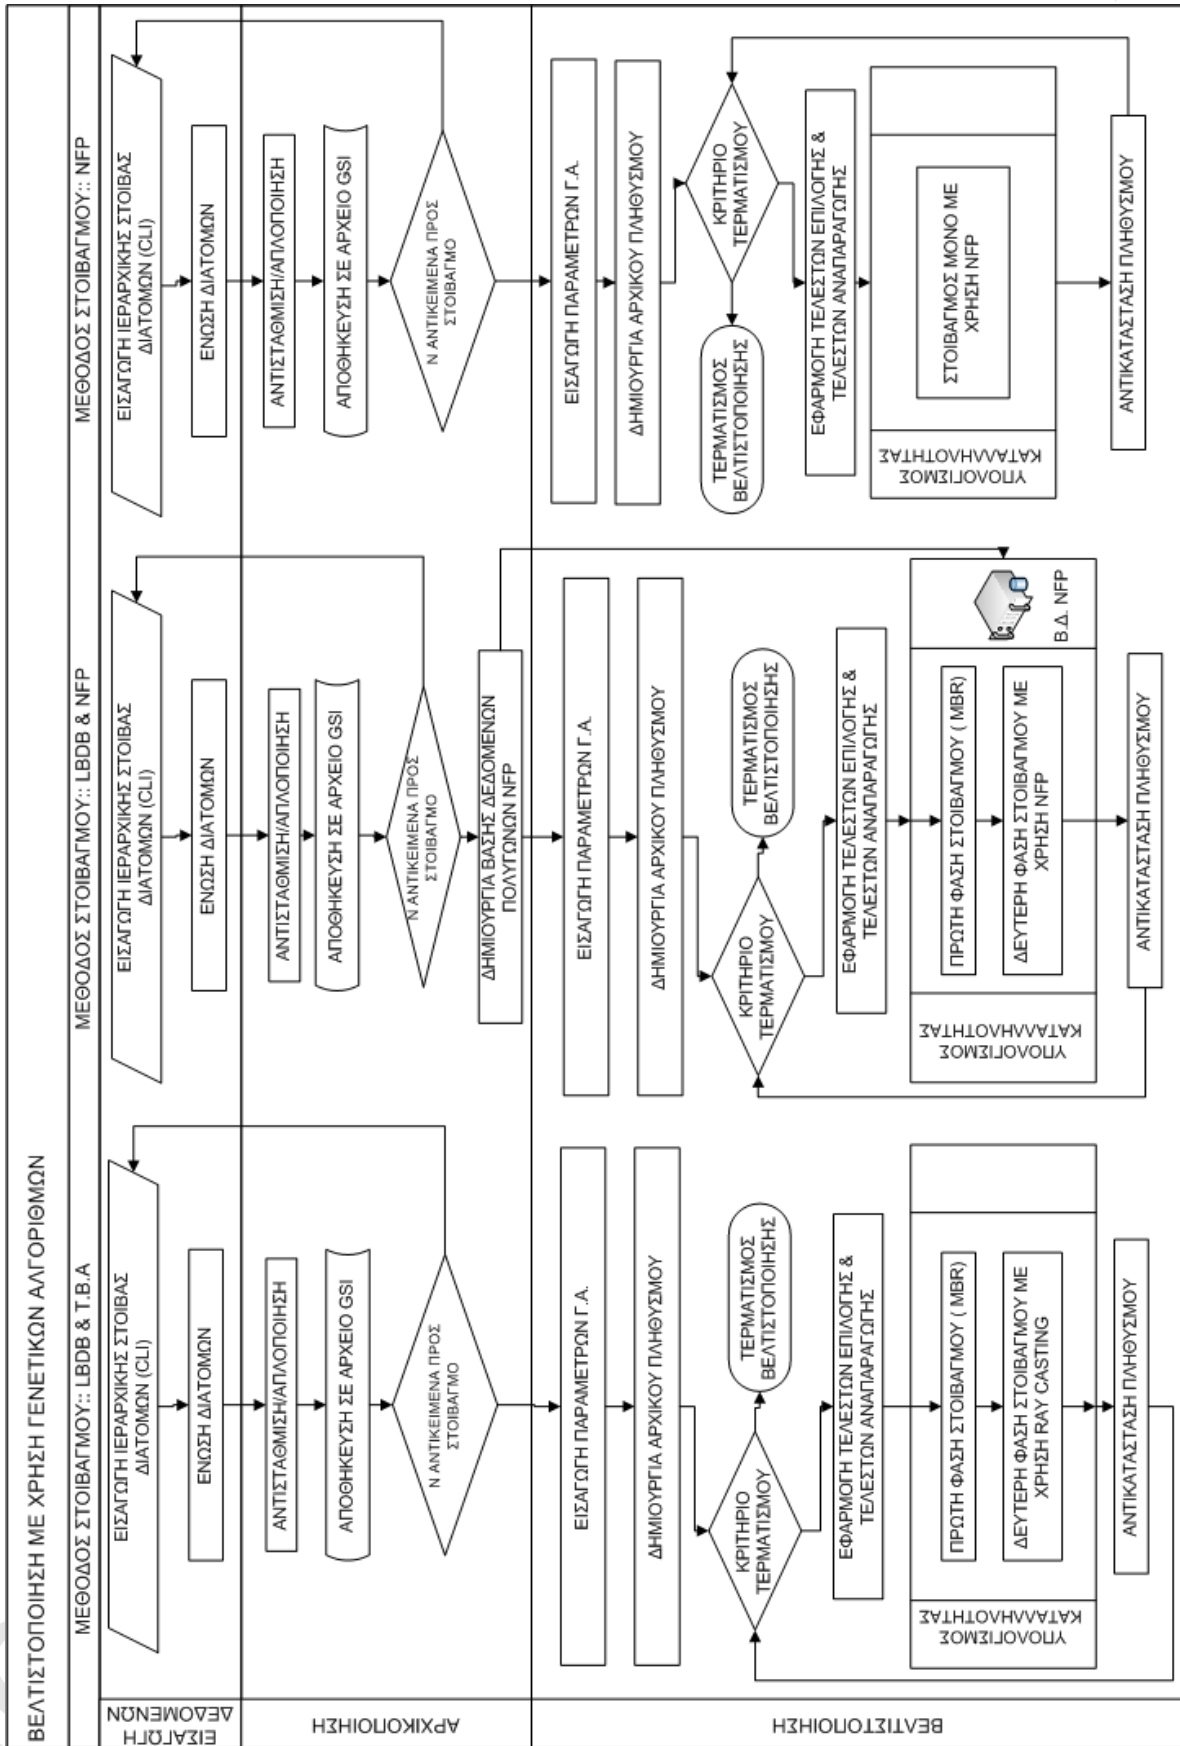 ΒΕΛΤΙΣΤΟΠΟΙΗΣΗ ΜΕ ΧΡΗΣΗ ΓΕΝΕΤΙΚΩΝ ΑΛΓΟΡΙΘΜΩΝ
ΜΕΘΟΔΟΣ ΣΤΟΙΒΑΓΜΟΥ:: LBDB & T.B.A
ΜΕΘΟΔΟΣ ΣΤΟΙΒΑΓΜΟΥ:: LBDB & NFP
ΜΕΘΟΔΟΣ ΣΤΟΙΒΑΓΜΟΥ:: NFP
ΕΙΣΑΓΩΓΗ
ΔΕΔΟΜΕΝΩΝ
ΑΡΧΙΚΟΠΟΙΗΣΗ
ΒΕΛΤΙΣΤΟΠΟΙΗΣΗ
ΕΙΣΑΓΩΓΗ ΙΕΡΑΡΧΙΚΗΣ ΣΤΟΙΒΑΣ
ΔΙΑΤΟΜΩΝ (CLI)
ΕΝΩΣΗ ΔΙΑΤΟΜΩΝ
ΑΝΤΙΣΤΑΘΜΙΣΗ/ΑΠΛΟΠΟΙΗΣΗ
ΑΠΟΘΗΚΕΥΣΗ ΣΕ ΑΡΧΕΙΟ GSI
Ν ΑΝΤΙΚΕΙΜΕΝΑ ΠΡΟΣ
ΣΤΟΙΒΑΓΜΟ
ΕΙΣΑΓΩΓΗ ΠΑΡΑΜΕΤΡΩΝ Γ.Α.
ΔΗΜΙΟΥΡΓΙΑ ΑΡΧΙΚΟΥ ΠΛΗΘΥΣΜΟΥ
ΚΡΙΤΗΡΙΟ
ΤΕΡΜΑΤΙΣΜΟΥ
ΤΕΡΜΑΤΙΣΜΟΣ
ΒΕΛΤΙΣΤΟΠΟΙΗΣΗΣ
ΕΦΑΡΜΟΓΗ ΤΕΛΕΣΤΩΝ ΕΠΙΛΟΓΗΣ &
ΤΕΛΕΣΤΩΝ ΑΝΑΠΑΡΑΓΩΓΗΣ
ΥΠΟΛΟΓΙΣΜΟΣ
ΚΑΤΑΛΛΗΛΟΤΗΤΑΣ
ΠΡΩΤΗ ΦΑΣΗ ΣΤΟΙΒΑΓΜΟΥ ( MBR)
ΔΕΥΤΕΡΗ ΦΑΣΗ ΣΤΟΙΒΑΓΜΟΥ ΜΕ
ΧΡΗΣΗ RAY CASTING
ΑΝΤΙΚΑΤΑΣΤΑΣΗ ΠΛΗΘΥΣΜΟΥ
ΕΙΣΑΓΩΓΗ ΙΕΡΑΡΧΙΚΗΣ ΣΤΟΙΒΑΣ
ΔΙΑΤΟΜΩΝ (CLI)
ΕΝΩΣΗ ΔΙΑΤΟΜΩΝ
ΑΝΤΙΣΤΑΘΜΙΣΗ/ΑΠΛΟΠΟΙΗΣΗ
ΑΠΟΘΗΚΕΥΣΗ ΣΕ ΑΡΧΕΙΟ GSI
Ν ΑΝΤΙΚΕΙΜΕΝΑ ΠΡΟΣ
ΣΤΟΙΒΑΓΜΟ
ΔΗΜΙΟΥΡΓΙΑ ΒΑΣΗΣ ΔΕΔΟΜΕΝΩΝ
ΠΟΛΥΓΩΝΩΝ NFP
ΕΙΣΑΓΩΓΗ ΠΑΡΑΜΕΤΡΩΝ Γ.Α.
ΔΗΜΙΟΥΡΓΙΑ ΑΡΧΙΚΟΥ ΠΛΗΘΥΣΜΟΥ
ΚΡΙΤΗΡΙΟ
ΤΕΡΜΑΤΙΣΜΟΥ
ΤΕΡΜΑΤΙΣΜΟΣ
ΒΕΛΤΙΣΤΟΠΟΙΗΣΗΣ
ΕΦΑΡΜΟΓΗ ΤΕΛΕΣΤΩΝ ΕΠΙΛΟΓΗΣ &
ΤΕΛΕΣΤΩΝ ΑΝΑΠΑΡΑΓΩΓΗΣ
ΥΠΟΛΟΓΙΣΜΟΣ
ΚΑΤΑΛΛΗΛΟΤΗΤΑΣ
ΠΡΩΤΗ ΦΑΣΗ ΣΤΟΙΒΑΓΜΟΥ ( MBR)
ΔΕΥΤΕΡΗ ΦΑΣΗ ΣΤΟΙΒΑΓΜΟΥ ΜΕ
ΧΡΗΣΗ NFP
Β.Δ. NFP
ΑΝΤΙΚΑΤΑΣΤΑΣΗ ΠΛΗΘΥΣΜΟΥ
ΕΙΣΑΓΩΓΗ ΙΕΡΑΡΧΙΚΗΣ ΣΤΟΙΒΑΣ
ΔΙΑΤΟΜΩΝ (CLI)
ΕΝΩΣΗ ΔΙΑΤΟΜΩΝ
ΑΝΤΙΣΤΑΘΜΙΣΗ/ΑΠΛΟΠΟΙΗΣΗ
ΑΠΟΘΗΚΕΥΣΗ ΣΕ ΑΡΧΕΙΟ GSI
Ν ΑΝΤΙΚΕΙΜΕΝΑ ΠΡΟΣ
ΣΤΟΙΒΑΓΜΟ
ΕΙΣΑΓΩΓΗ ΠΑΡΑΜΕΤΡΩΝ Γ.Α.
ΔΗΜΙΟΥΡΓΙΑ ΑΡΧΙΚΟΥ ΠΛΗΘΥΣΜΟΥ
ΚΡΙΤΗΡΙΟ
ΤΕΡΜΑΤΙΣΜΟΥ
ΤΕΡΜΑΤΙΣΜΟΣ
ΒΕΛΤΙΣΤΟΠΟΙΗΣΗΣ
ΕΦΑΡΜΟΓΗ ΤΕΛΕΣΤΩΝ ΕΠΙΛΟΓΗΣ &
ΤΕΛΕΣΤΩΝ ΑΝΑΠΑΡΑΓΩΓΗΣ
ΥΠΟΛΟΓΙΣΜΟΣ
ΚΑΤΑΛΛΗΛΟΤΗΤΑΣ
ΣΤΟΙΒΑΓΜΟΣ ΜΟΝΟ ΜΕ
ΧΡΗΣΗ NFP
ΑΝΤΙΚΑΤΑΣΤΑΣΗ ΠΛΗΘΥΣΜΟΥ